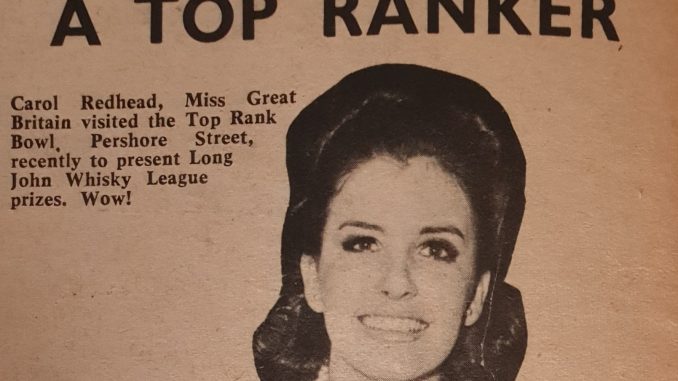 A TOP RANKER
Carol Redhead, Miss Great
Britain visited the Top Rank
Bowl, Pershore Street,
recently to present Long
John Whisky League
prizes. Wow!